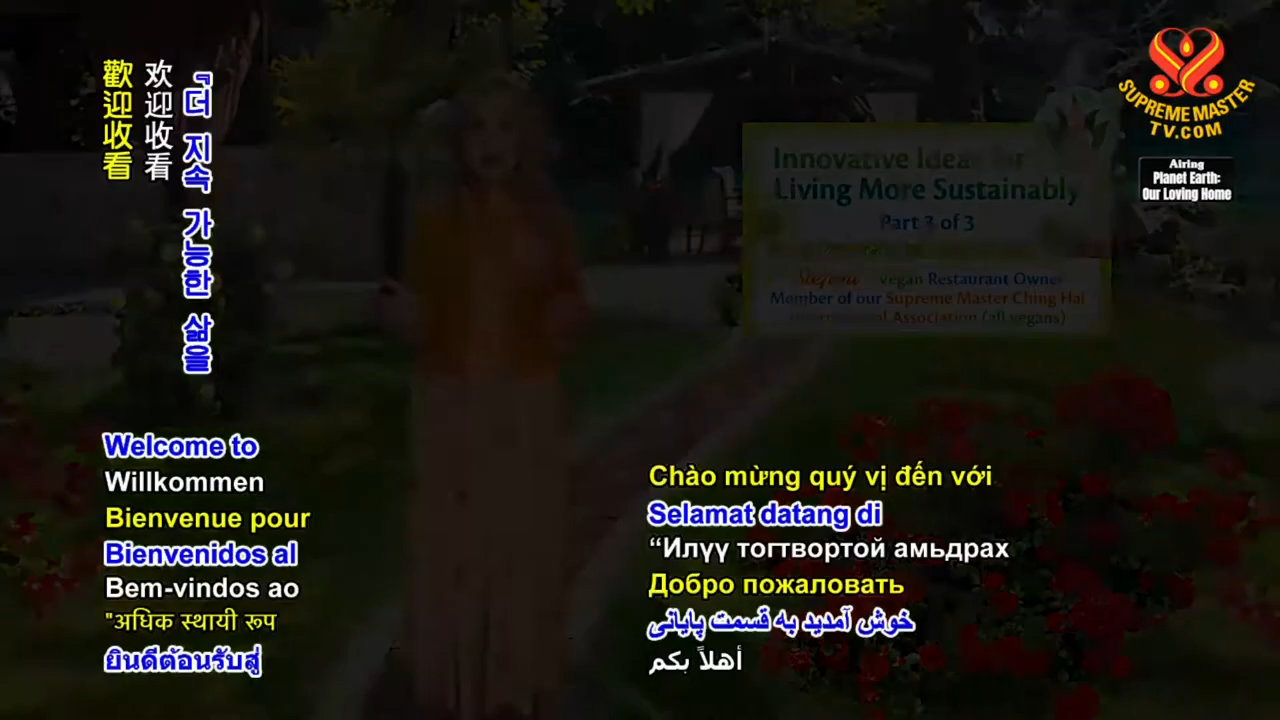 歡迎收看
欢迎收看
『더 지속 가능한 삶을
SUPREME MASTER
TV.COM
Airing
Planet Earth:
Our Loving Home
Innovative Ideas for
Living More Sustainably
Part 3 of 3
vegan Restaurant Owner
Member of our Supreme Master Ching Hai
International Association (all vegans)
Welcome to
Willkommen
Bienvenue pour
Bienvenidos al
Bem-vindos ao
"अधिक स्थायी रूप
ยินดีต้อนรับสู่
Chào mừng quý vị đến với
Selamat datang di
“Илүү тогтвортой амьдрах
Добро пожаловать
خوش آمدید به قسمت پایانی
أهلاً بكم